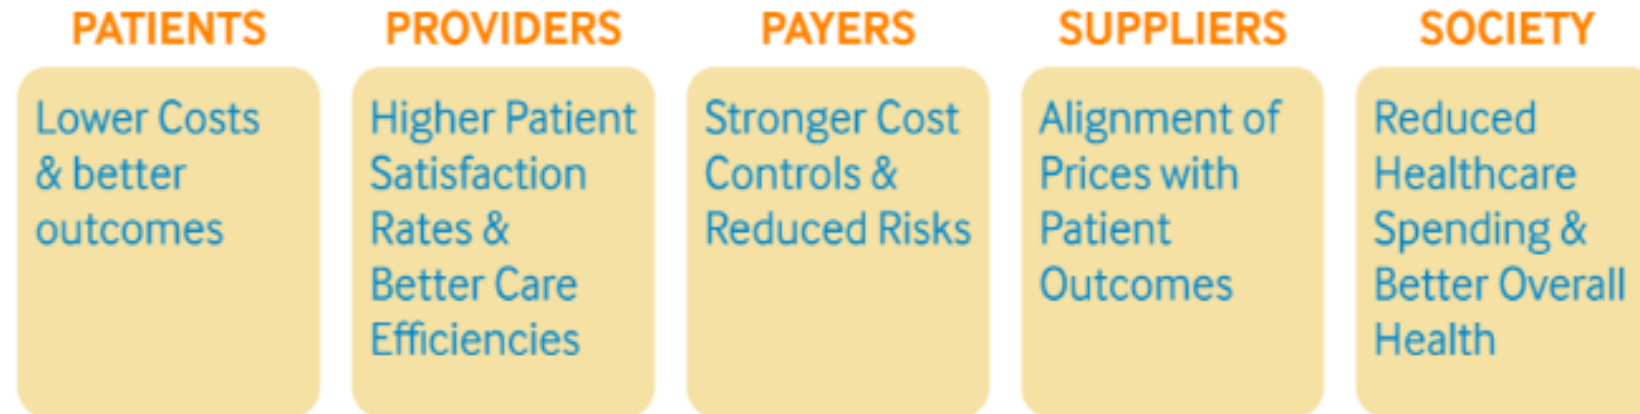 PATIENTS
Lower Costs
& better
outcomes
PROVIDERS
Higher Patient
Satisfaction
Rates &
Better Care
Efficiencies
PAYERS
Stronger Cost
Controls &
Reduced Risks
SUPPLIERS
Alignment of
Prices with
Patient
Outcomes
SOCIETY
Reduced
Healthcare
Spending &
Better Overall
Health